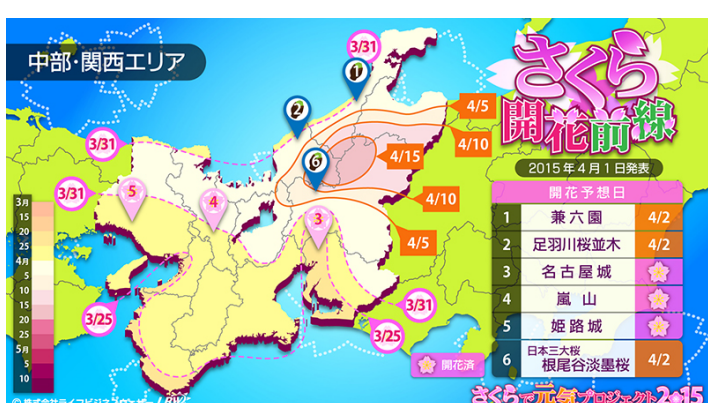 中部・関西エリア
さくら
開花前線
2015年4月1日発表
開花予想日
1 兼六園 4/2
2 足羽川桜並木 4/2
3 名古屋城
4 嵐山
5 姫路城
6 日本三大桜
根尾谷淡墨桜 4/2
3/31
1
2
4/5
4/10
3/31
6
4/15
3/31
5
4
3
4/10
4/5
3月
15
20
25
4月
5
10
15
20
25
5月
5
10
3/25
3/31
3/25
開花済
さくらで元気プロジェクト2015